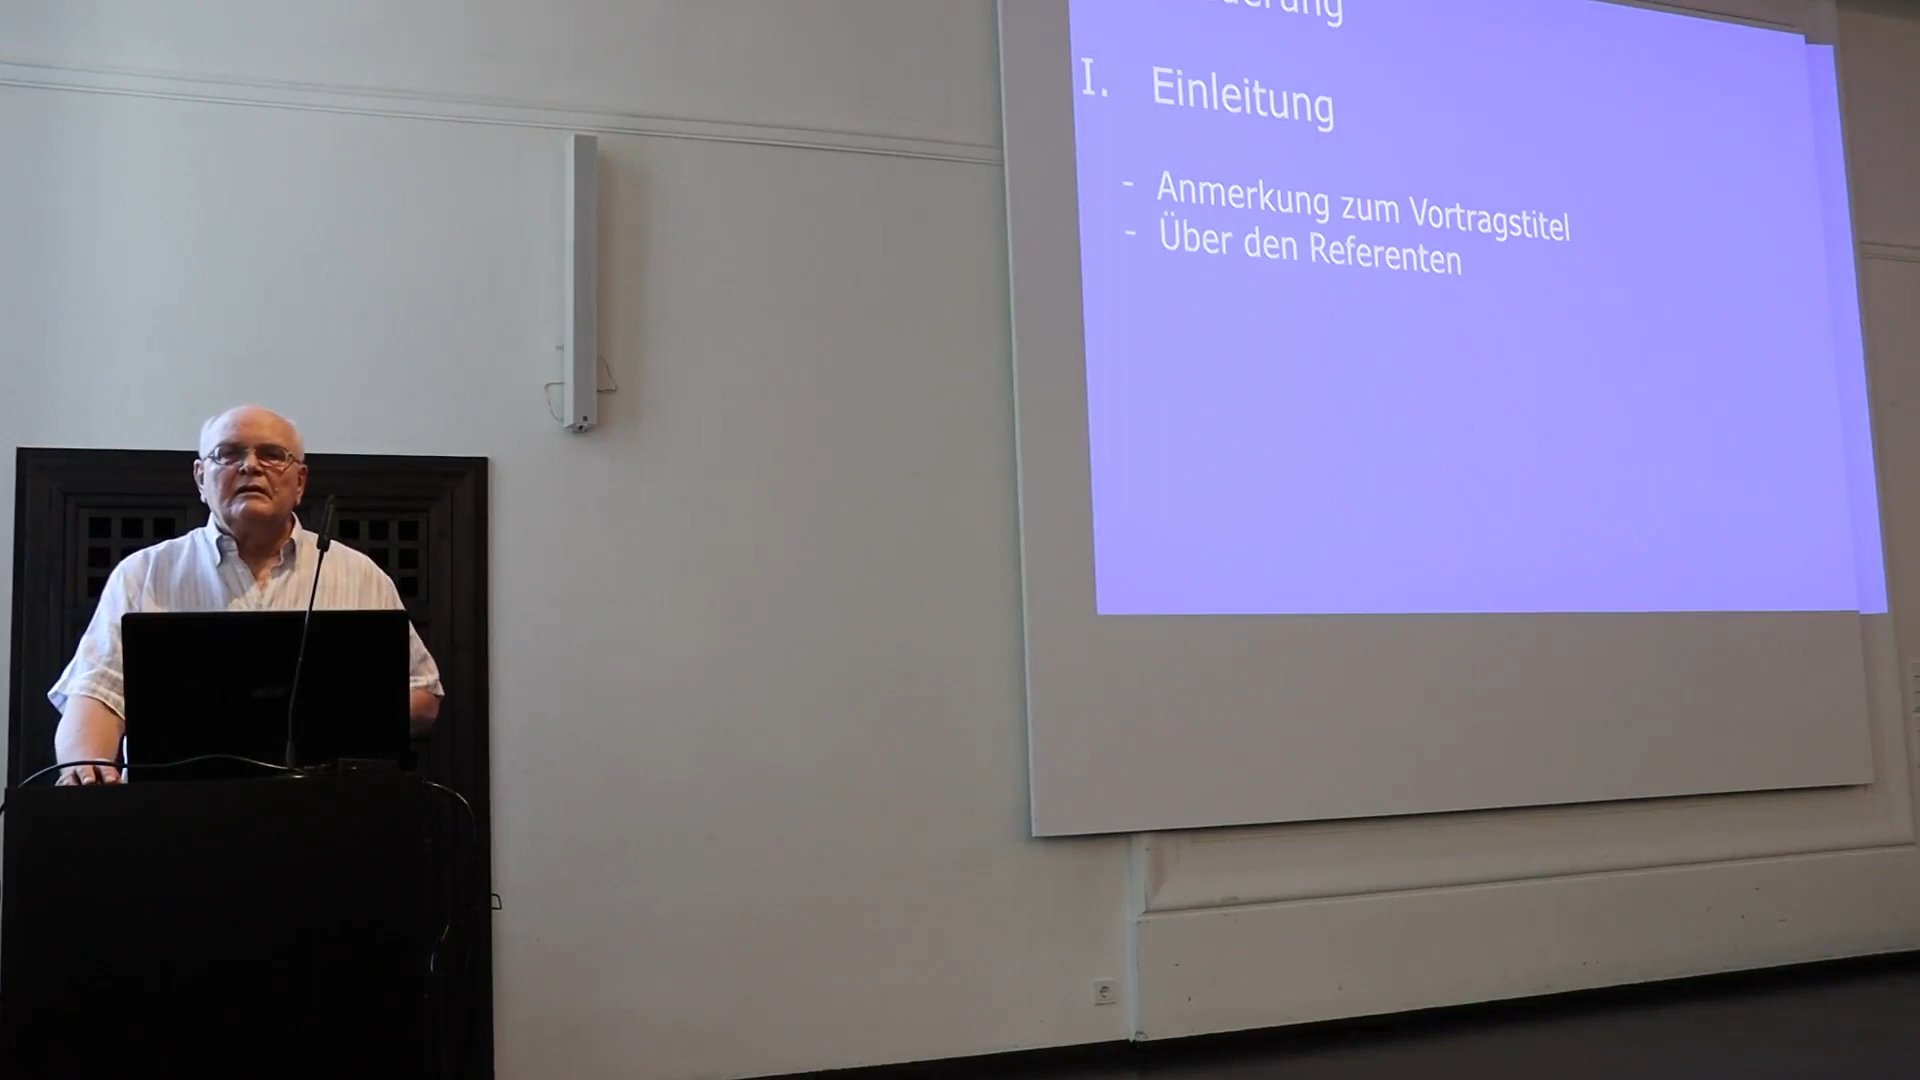 I. Einleitung
- Anmerkung zum Vortragstitel
- Über den Referenten